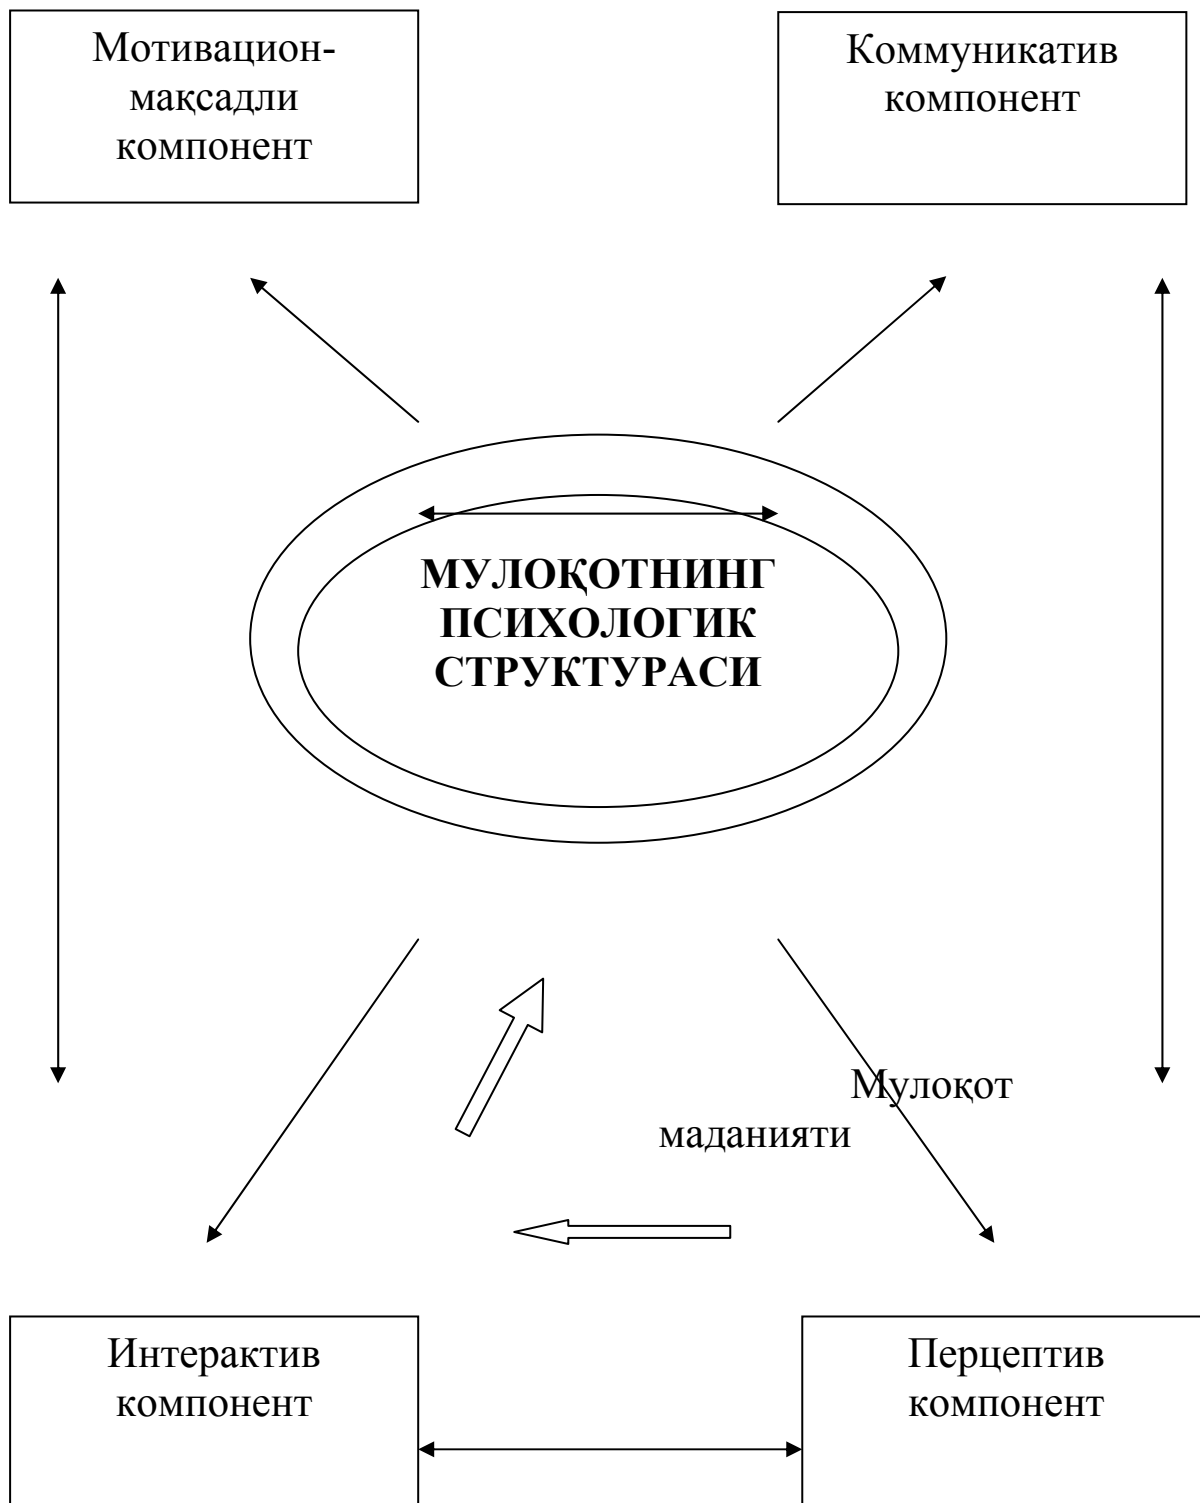 Мотивацион-
мақсадли
компонент
Коммуникатив
компонент
МУЛОҚОТНИНГ
ПСИХОЛОГИК
СТРУКТУРАСИ
Мулоқот
маданияти
Интерактив
компонент
Перцептив
компонент